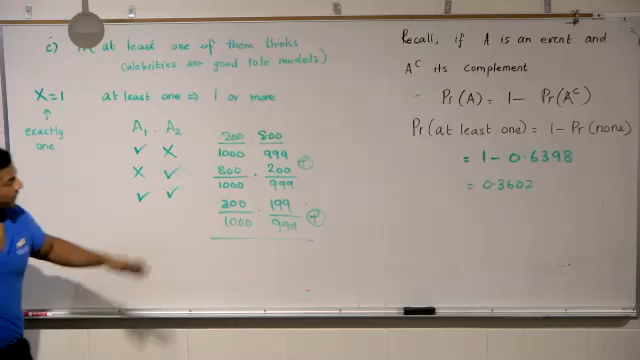 c) at least one of them thinks
celebrities are good role models)
X = 1 at least one ⇒ 1 or more
↑
exactly
one
A₁ A₂
✓ X 200/1000 · 800/999
X ✓ 800/1000 · 200/999 +
✓ ✓ 200/1000 · 199/999 +
Recall, if A is an event and
Aᶜ its complement
Pr(A) = 1 - Pr(Aᶜ)
Pr(at least one) = 1 - Pr(none)
= 1 - 0.6398
= 0.3602